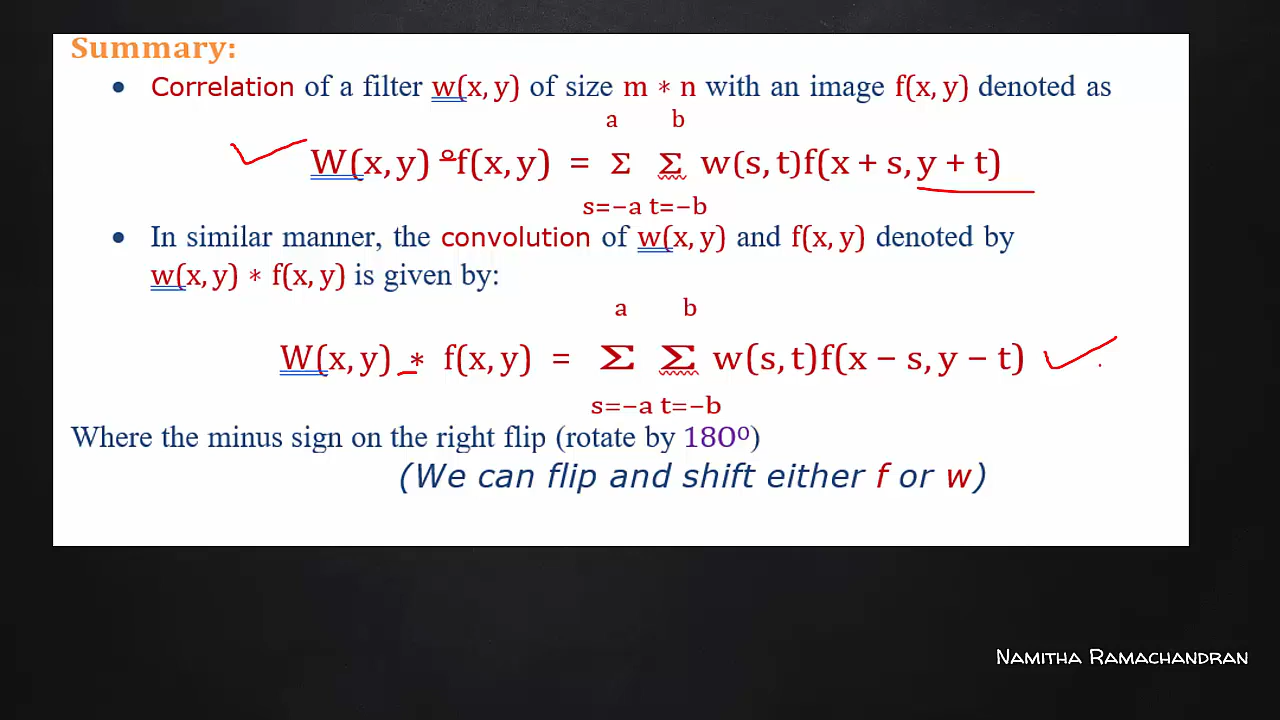 Summary:
• Correlation of a filter w(x, y) of size m * n with an image f(x, y) denoted as
a b
W(x, y) º f(x, y) = Σ Σ w(s, t)f(x + s, y + t)
s=−a t=−b
• In similar manner, the convolution of w(x, y) and f(x, y) denoted by
w(x, y) * f(x, y) is given by:
a b
W(x, y) * f(x, y) = Σ Σ w(s, t)f(x − s, y − t)
s=−a t=−b
Where the minus sign on the right flip (rotate by 180º)
(We can flip and shift either f or w)
Namitha Ramachandran